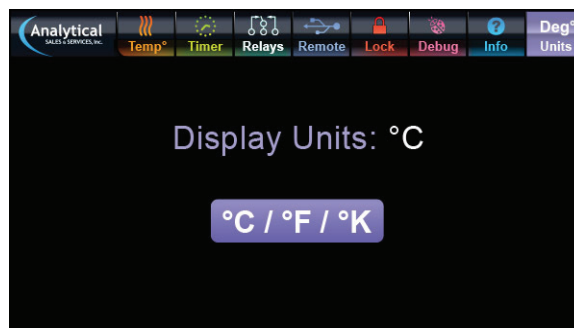 Analytical
SALES & SERVICES, Inc.
Temp° Timer Relays Remote Lock Debug ? Info Deg° Units
Display Units: °C
°C / °F / °K